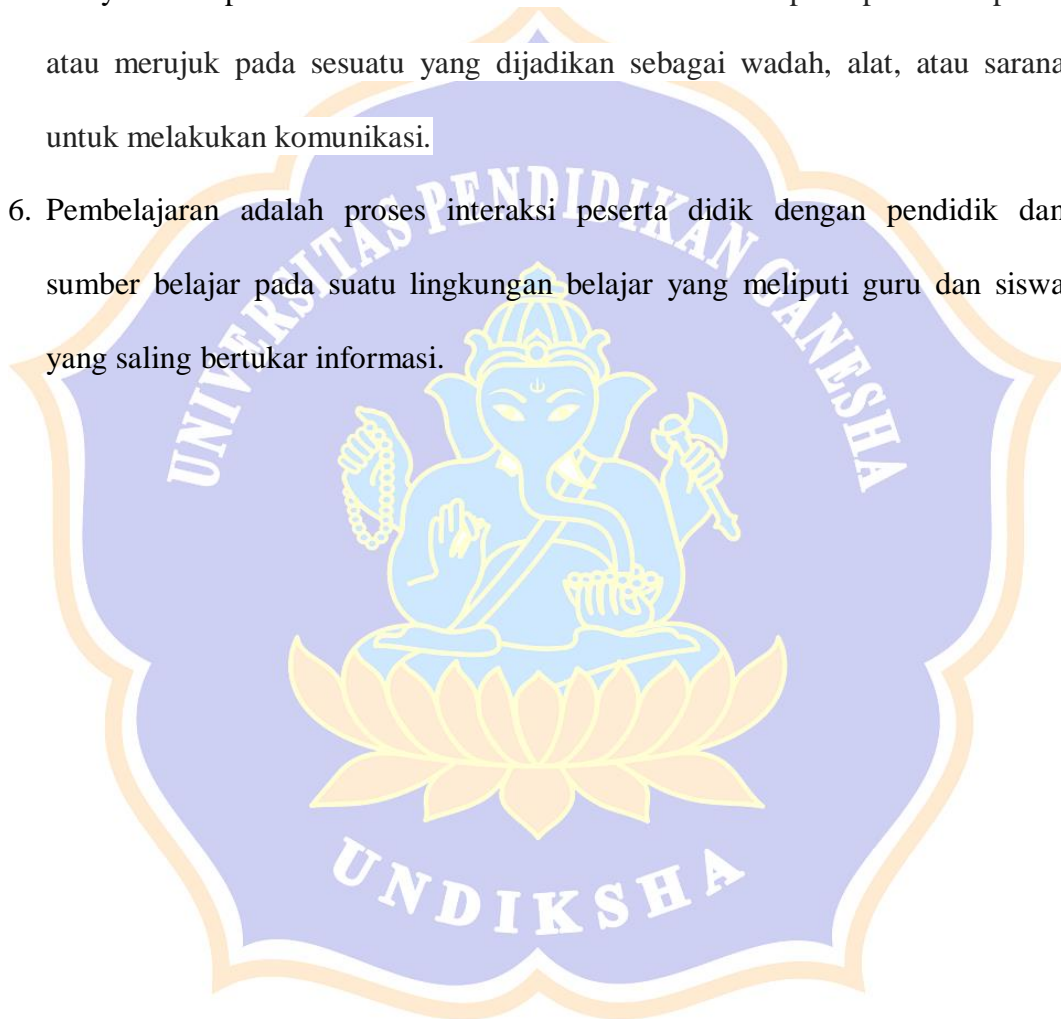 atau merujuk pada sesuatu yang dijadikan sebagai wadah, alat, atau sarana
untuk melakukan komunikasi.
6. Pembelajaran adalah proses interaksi peserta didik dengan pendidik dan
sumber belajar pada suatu lingkungan belajar yang meliputi guru dan siswa
yang saling bertukar informasi.
UNIVERSITAS PENDIDIKAN GANESHA
UNDIKSHA